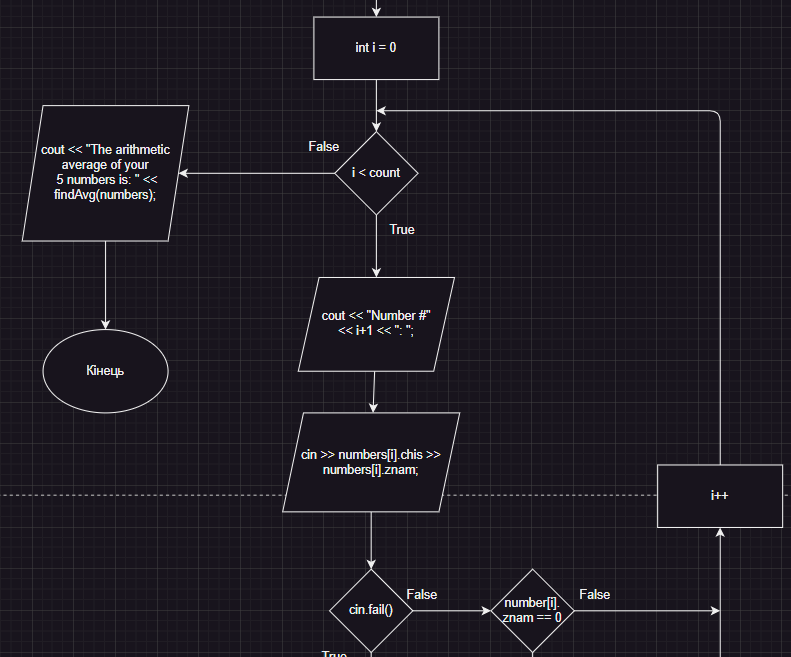 int i = 0
False
i < count
True
cout << "The arithmetic
average of your
5 numbers is: " <<
findAvg(numbers);
Кінець
cout << "Number #"
<< i+1 << ": ";
cin >> numbers[i].chis >>
numbers[i].znam;
i++
cin.fail()
False
number[i].
znam == 0
False
True